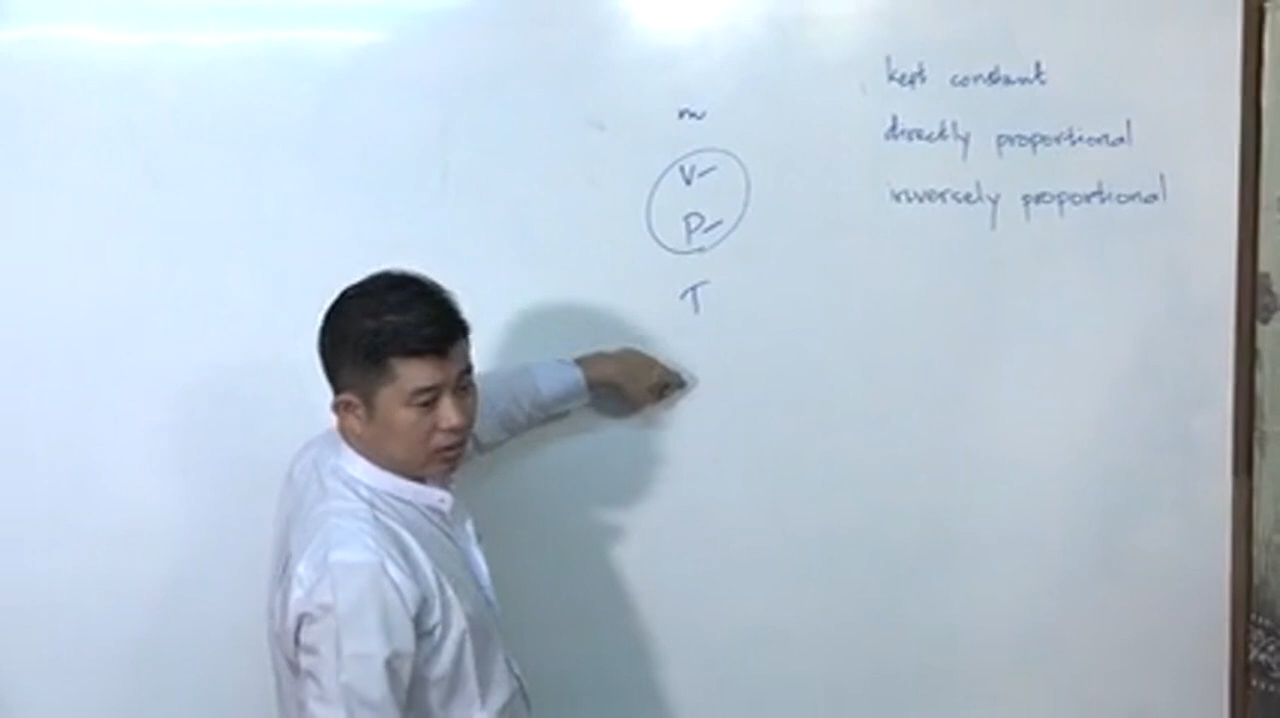 m
V-
P-
T
kept constant
directly proportional
inversely proportional